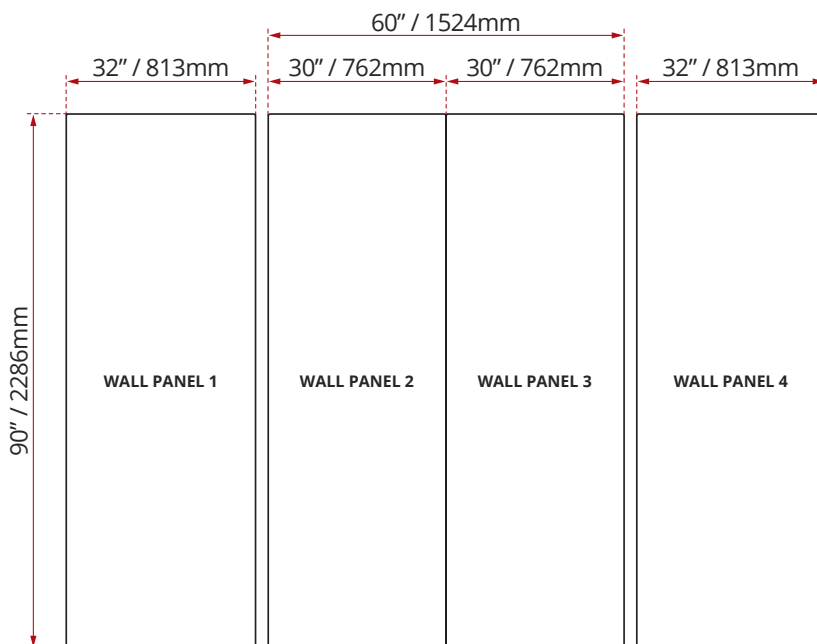 60” / 1524mm
32” / 813mm
30” / 762mm
30” / 762mm
32” / 813mm
90” / 2286mm
WALL PANEL 1
WALL PANEL 2
WALL PANEL 3
WALL PANEL 4